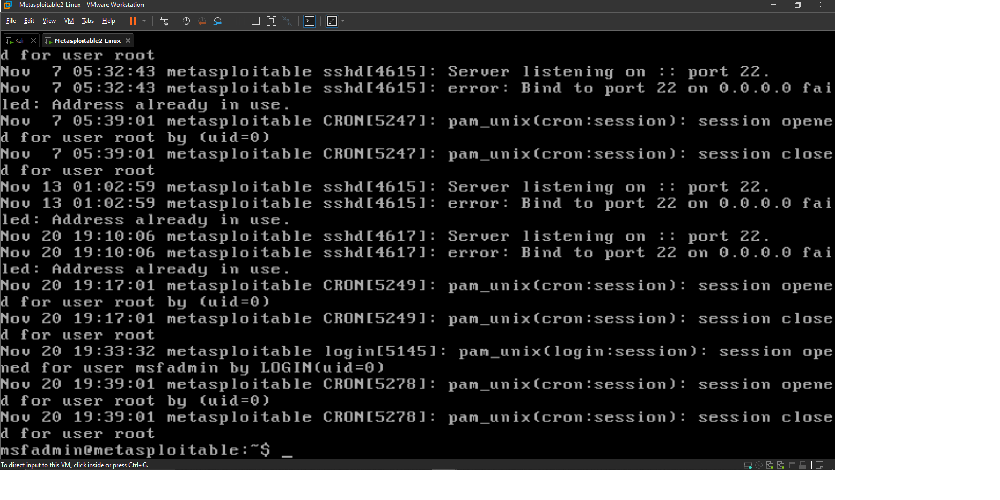 Metasploitable2-Linux - VMware Workstation
File Edit View VM Tabs Help
Kali Metasploitable2-Linux
d for user root
Nov  7 05:32:43 metasploitable sshd[4615]: Server listening on :: port 22.
Nov  7 05:32:43 metasploitable sshd[4615]: error: Bind to port 22 on 0.0.0.0 fai
led: Address already in use.
Nov  7 05:39:01 metasploitable CRON[5247]: pam_unix(cron:session): session opene
d for user root by (uid=0)
Nov  7 05:39:01 metasploitable CRON[5247]: pam_unix(cron:session): session close
d for user root
Nov 13 01:02:59 metasploitable sshd[4615]: Server listening on :: port 22.
Nov 13 01:02:59 metasploitable sshd[4615]: error: Bind to port 22 on 0.0.0.0 fai
led: Address already in use.
Nov 20 19:10:06 metasploitable sshd[4617]: Server listening on :: port 22.
Nov 20 19:10:06 metasploitable sshd[4617]: error: Bind to port 22 on 0.0.0.0 fai
led: Address already in use.
Nov 20 19:17:01 metasploitable CRON[5249]: pam_unix(cron:session): session opene
d for user root by (uid=0)
Nov 20 19:17:01 metasploitable CRON[5249]: pam_unix(cron:session): session close
d for user root
Nov 20 19:33:32 metasploitable login[5145]: pam_unix(login:session): session ope
ned for user msfadmin by LOGIN(uid=0)
Nov 20 19:39:01 metasploitable CRON[5278]: pam_unix(cron:session): session opene
d for user root by (uid=0)
Nov 20 19:39:01 metasploitable CRON[5278]: pam_unix(cron:session): session close
d for user root
msfadmin@metasploitable:~$ _
To direct input to this VM, click inside or press Ctrl+G.